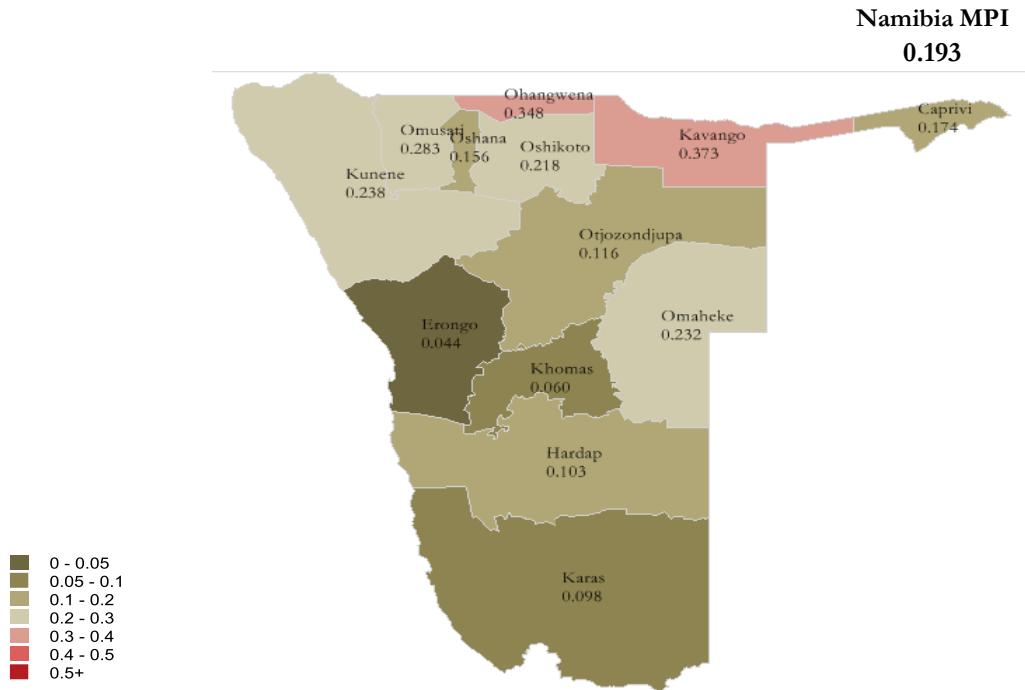 Namibia MPI
0.193
Ohangwena
0.348
Caprivi
0.174
Omusati
0.283
Oshana
0.156
Oshikoto
0.218
Kavango
0.373
Kunene
0.238
Otjozondjupa
0.116
Omaheke
0.232
Erongo
0.044
Khomas
0.060
Hardap
0.103
Karas
0.098
0 - 0.05
0.05 - 0.1
0.1 - 0.2
0.2 - 0.3
0.3 - 0.4
0.4 - 0.5
0.5+